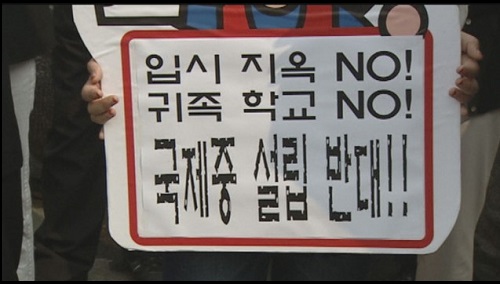 입시 지옥 NO!
귀족 학교 NO!
국제중 설립 반대!!